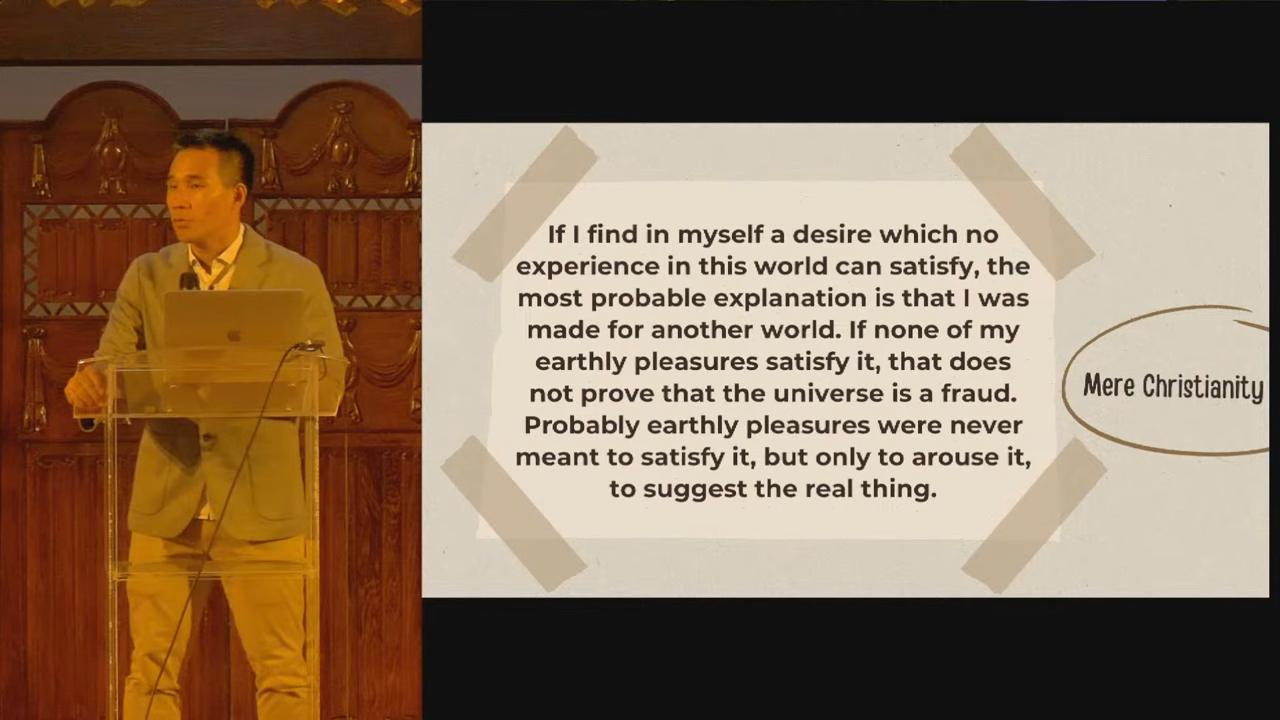 If I find in myself a desire which no
experience in this world can satisfy, the
most probable explanation is that I was
made for another world. If none of my
earthly pleasures satisfy it, that does
not prove that the universe is a fraud.
Probably earthly pleasures were never
meant to satisfy it, but only to arouse it,
to suggest the real thing.
Mere Christianity